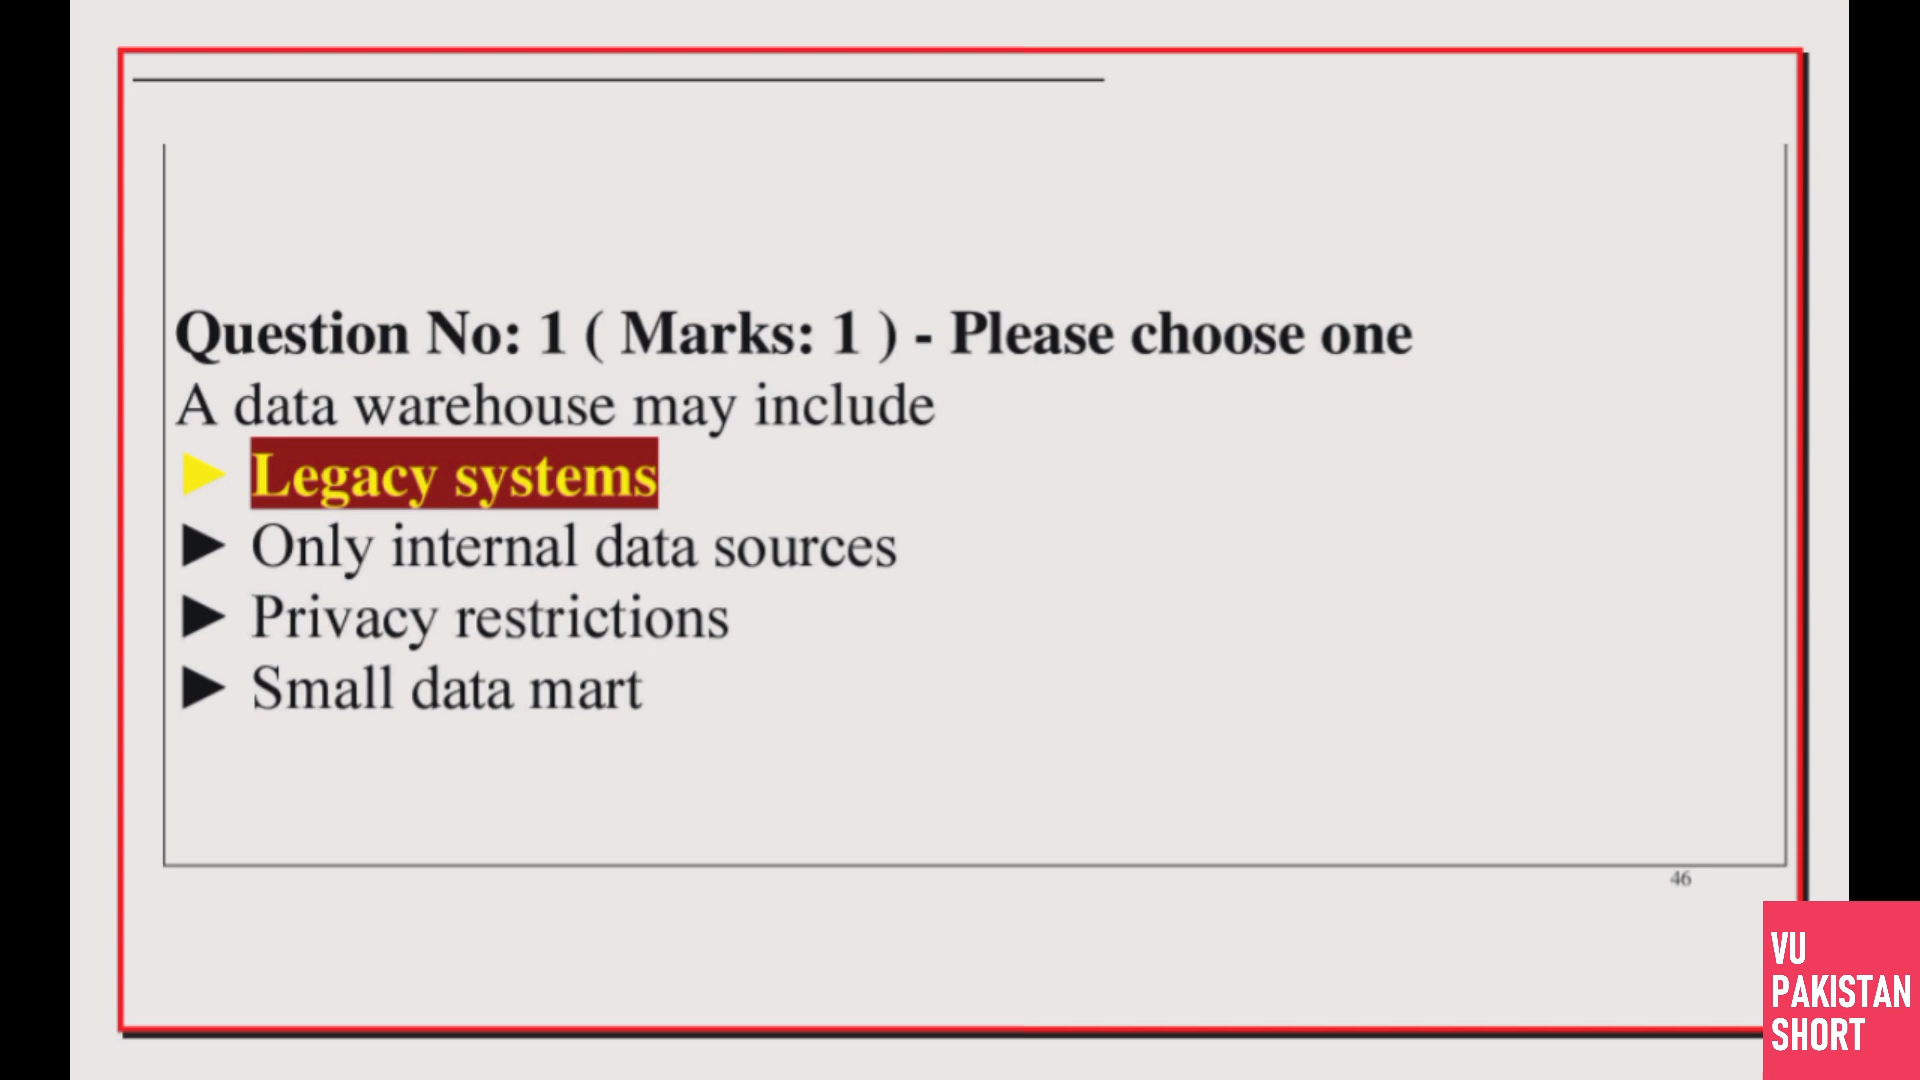 Question No: 1 ( Marks: 1 ) - Please choose one
A data warehouse may include
► Legacy systems
► Only internal data sources
► Privacy restrictions
► Small data mart
46
VU
PAKISTAN
SHORT